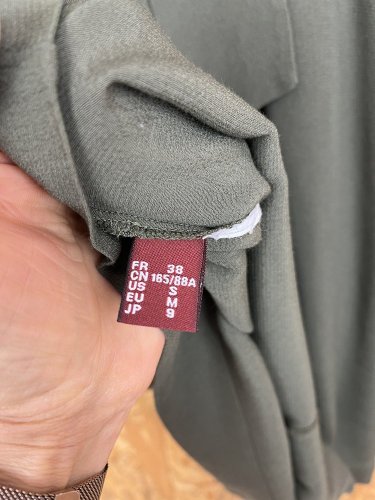 FR 38
CN 165/88A
US S
EU M
JP 9